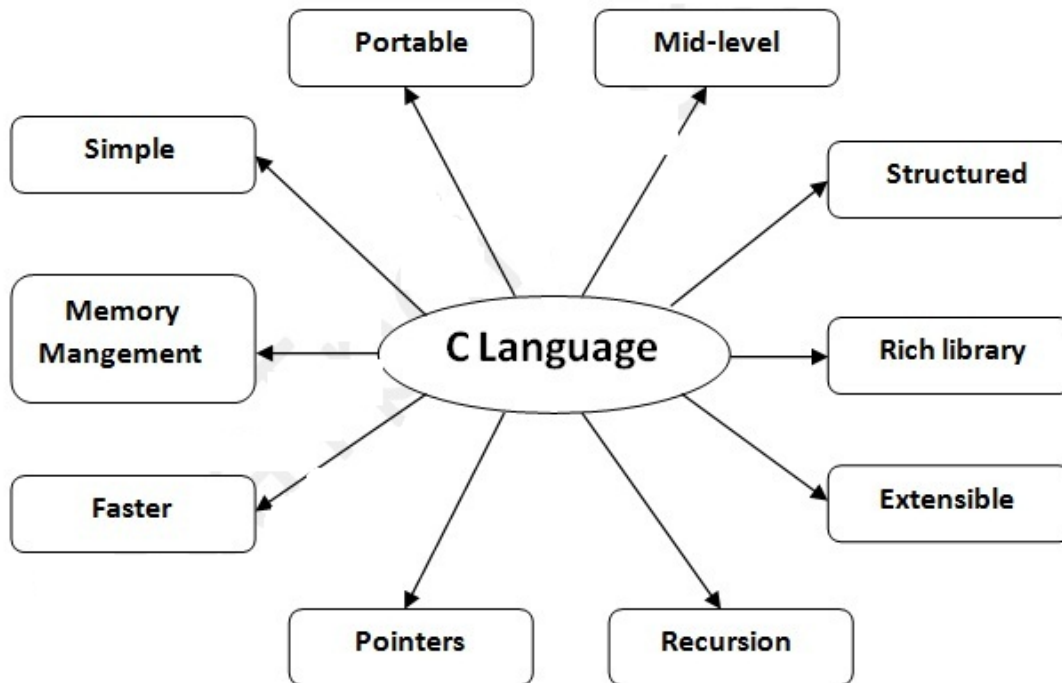 Portable
Mid-level
Simple
Structured
Memory
Mangement
C Language
Rich library
Faster
Extensible
Pointers
Recursion